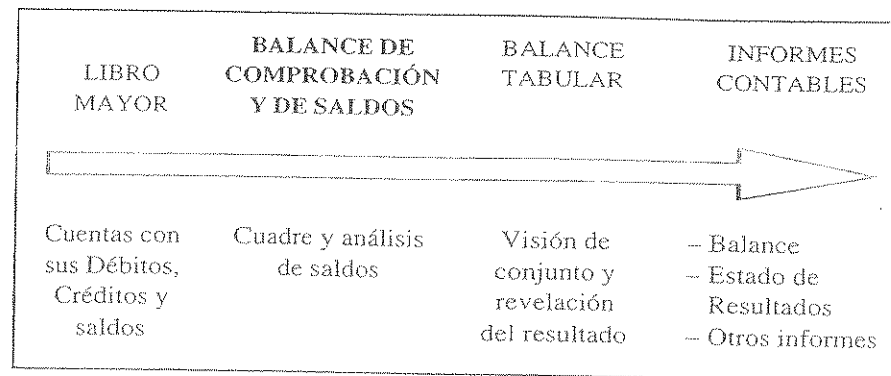 LIBRO
MAYOR
BALANCE DE
COMPROBACIÓN
Y DE SALDOS
BALANCE
TABULAR
INFORMES
CONTABLES
Cuentas con
sus Débitos,
Créditos y
saldos
Cuadre y análisis
de saldos
Visión de
conjunto y
revelación
del resultado
– Balance
– Estado de
Resultados
– Otros informes